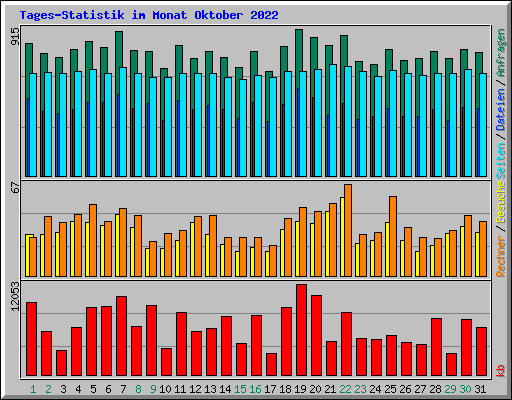 Tages-Statistik im Monat Oktober 2022
915
67
12053
Rechner / Besuche Seiten / Dateien / Anfragen
kb
1 2 3 4 5 6 7 8 9 10 11 12 13 14 15 16 17 18 19 20 21 22 23 24 25 26 27 28 29 30 31